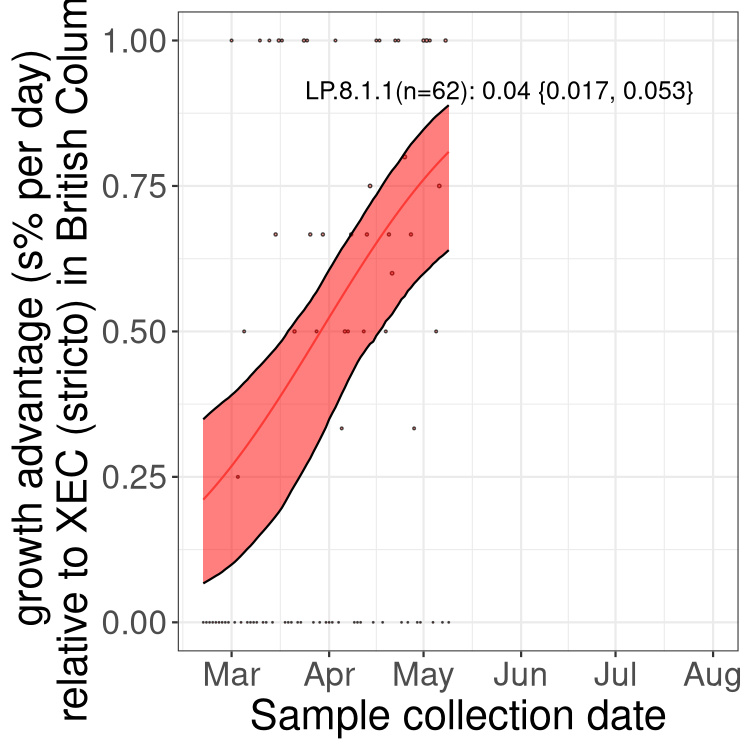 growth advantage (s% per day)
relative to XEC (stricto) in British Colum
1.00
0.75
0.50
0.25
0.00
LP.8.1.1(n=62): 0.04 {0.017, 0.053}
Mar Apr May Jun Jul Aug
Sample collection date